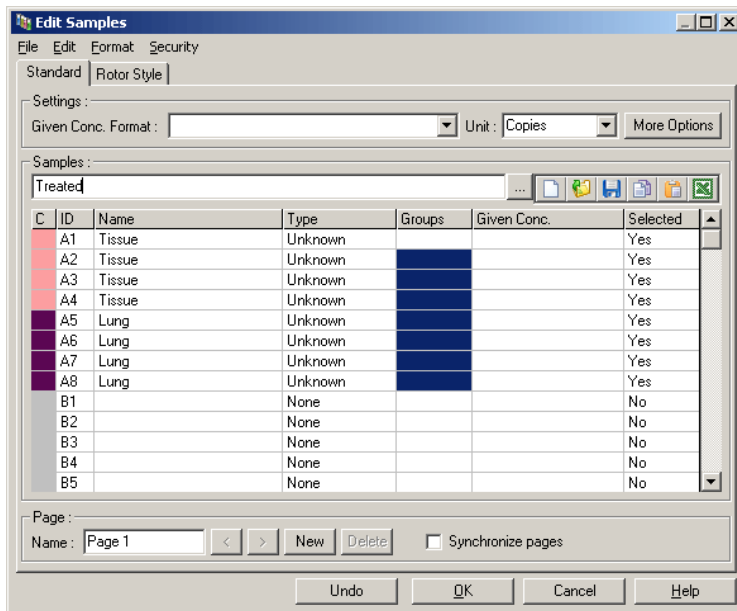 Edit Samples
File Edit Format Security
Standard Rotor Style
Settings :
Given Conc. Format : Unit : Copies More Options
Samples :
Treated ...
C ID Name Type Groups Given Conc. Selected
A1 Tissue Unknown Yes
A2 Tissue Unknown Yes
A3 Tissue Unknown Yes
A4 Tissue Unknown Yes
A5 Lung Unknown Yes
A6 Lung Unknown Yes
A7 Lung Unknown Yes
A8 Lung Unknown Yes
B1 None No
B2 None No
B3 None No
B4 None No
B5 None No
Page :
Name : Page 1 < > New Delete Synchronize pages
Undo OK Cancel Help